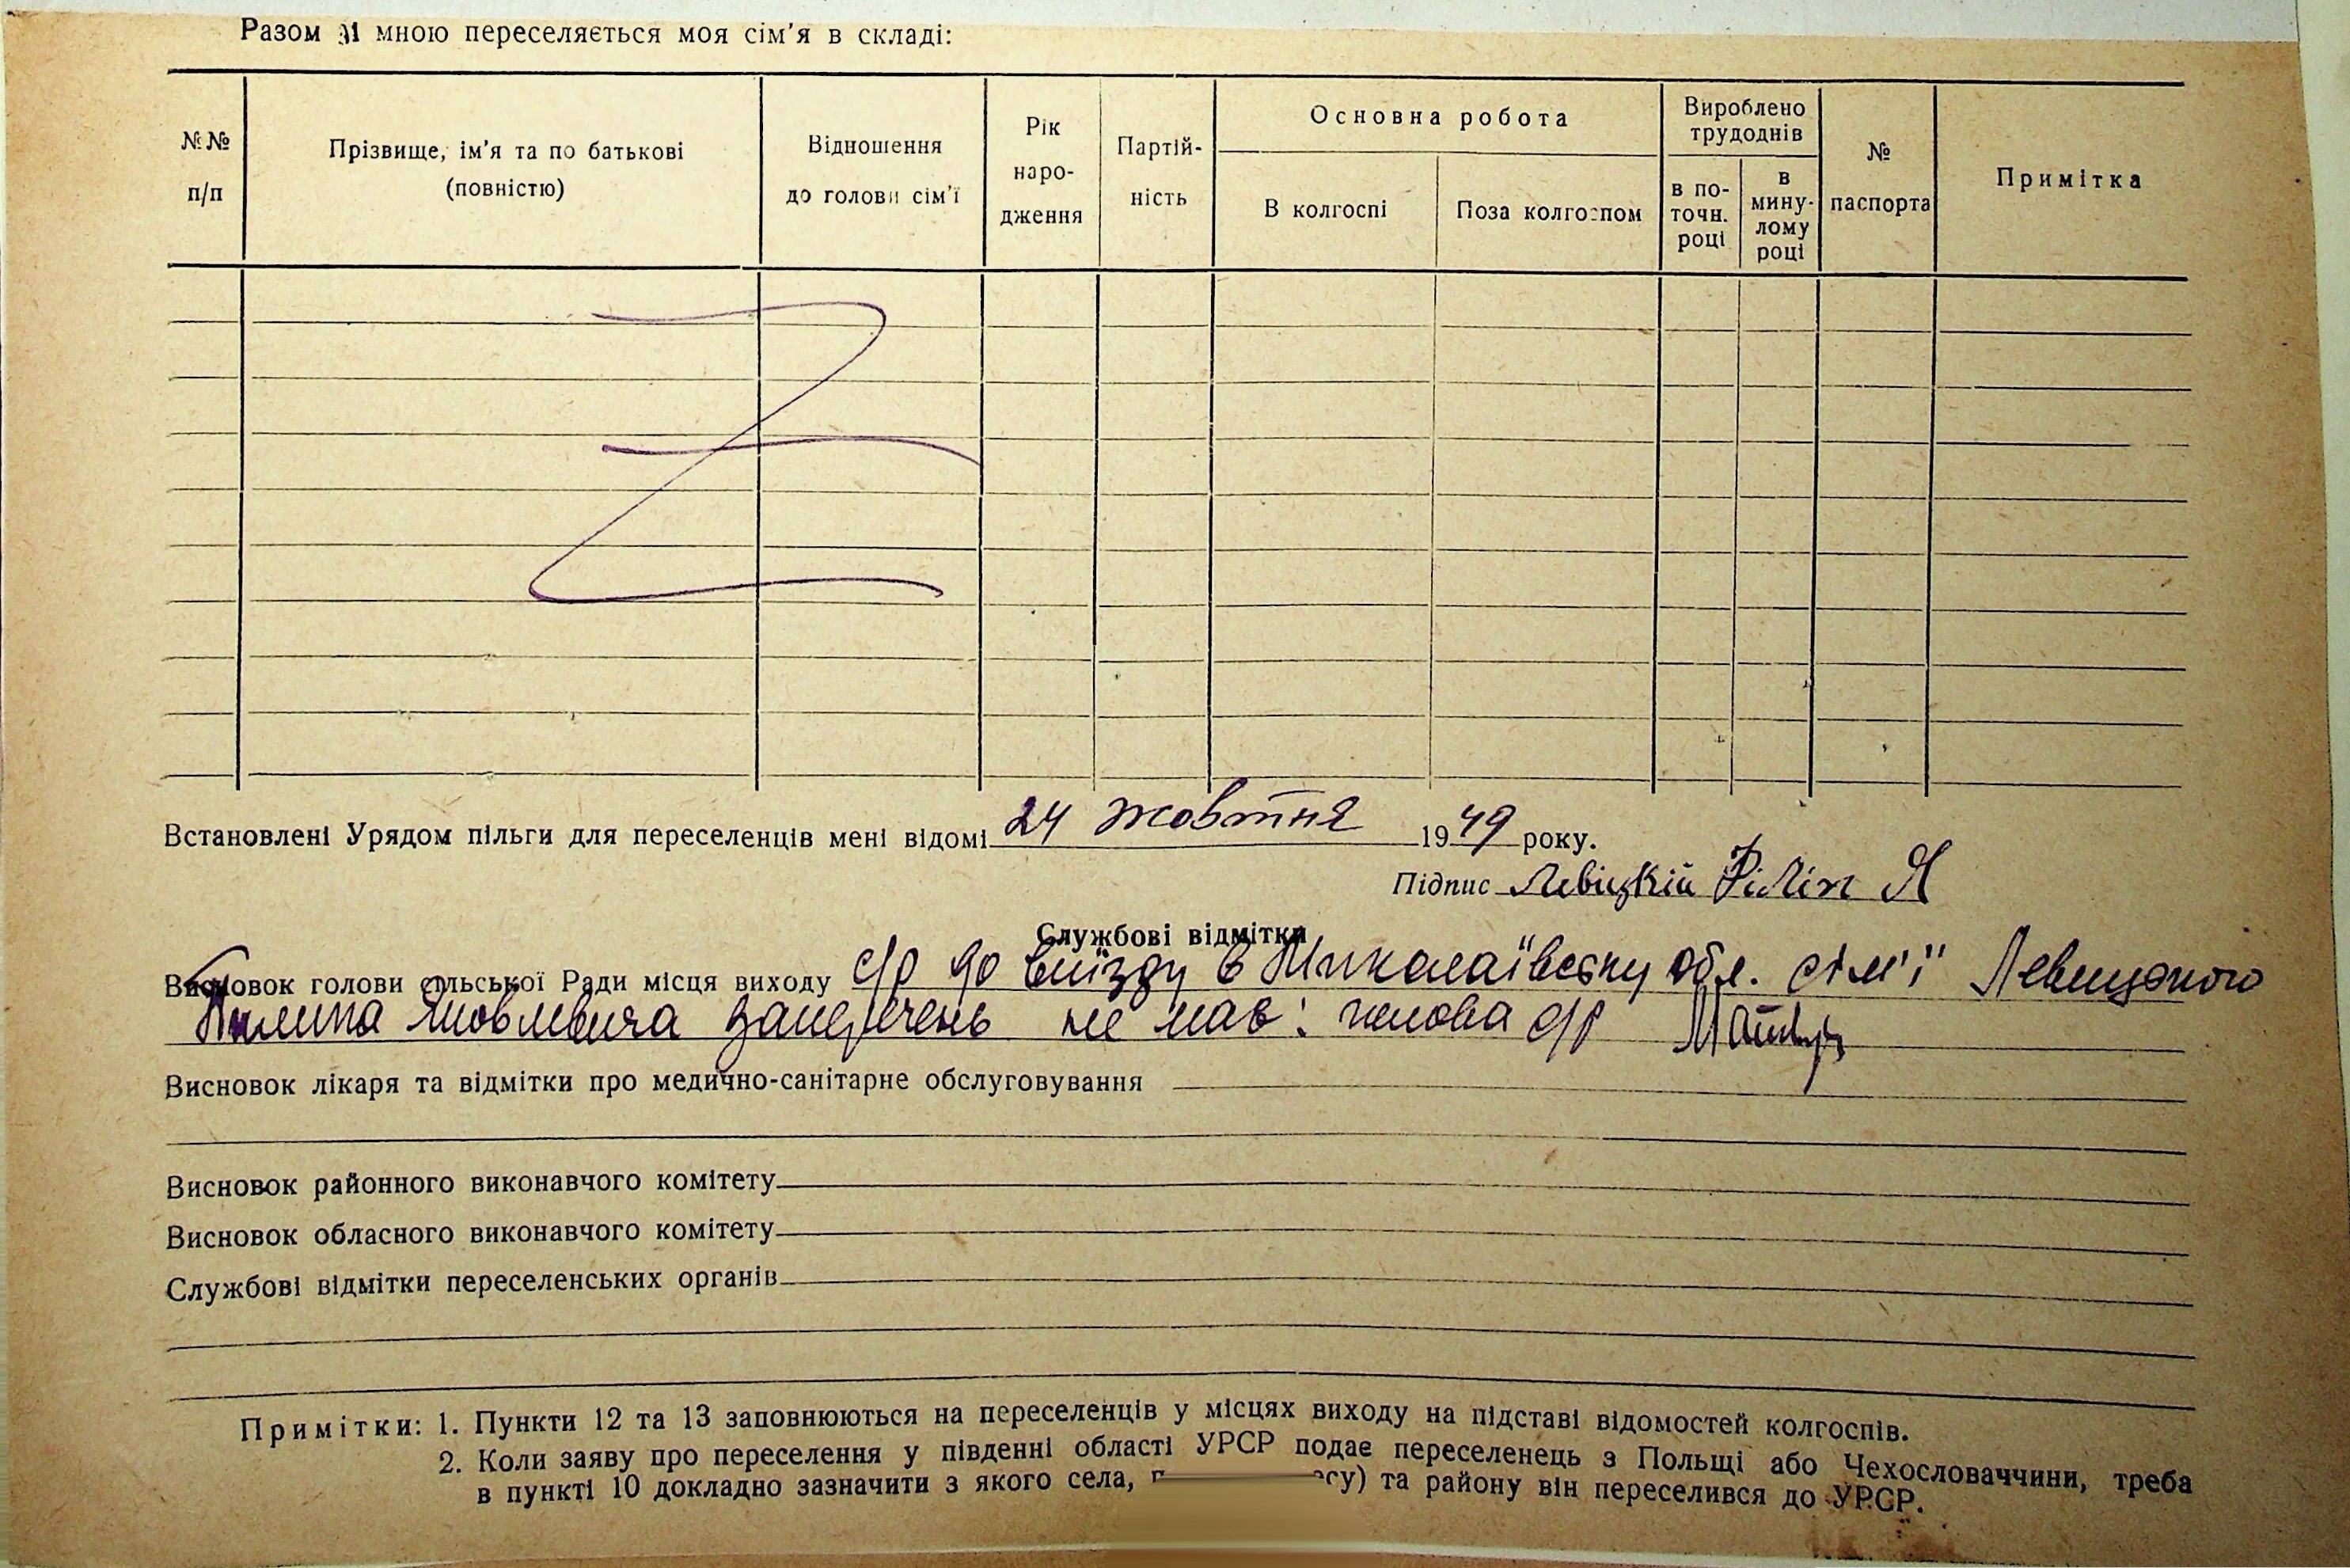 Разом зі мною переселяється моя сім'я в складі:
№№ п/п
Прізвище, ім'я та по батькові (повністю)
Відношення до голови сім'ї
Рік народження
Партійність
Основна робота
В колгоспі
Поза колгоспом
Вироблено трудоднів
в поточн. році
в минулому році
№ паспорта
Примітка
Встановлені Урядом пільги для переселенців мені відомі 24 жовтня 1949 року.
Підпис Левіцкій Філіп Я
Службові відмітки
Висновок голови сільської Ради місця виходу с/р до виїзду в Миколаївську обл. сім'ї Левицького
Пилипа Яковлевича заперечень не має: голова с/р
Висновок лікаря та відмітки про медично-санітарне обслуговування
Висновок районного виконавчого комітету
Висновок обласного виконавчого комітету
Службові відмітки переселенських органів
Примітки: 1. Пункти 12 та 13 заповнюються на переселенців у місцях виходу на підставі відомостей колгоспів.
2. Коли заяву про переселення у південні області УРСР подає переселенець з Польщі або Чехословаччини, треба
в пункті 10 докладно зазначити з якого села, та району він переселився до УРСР.